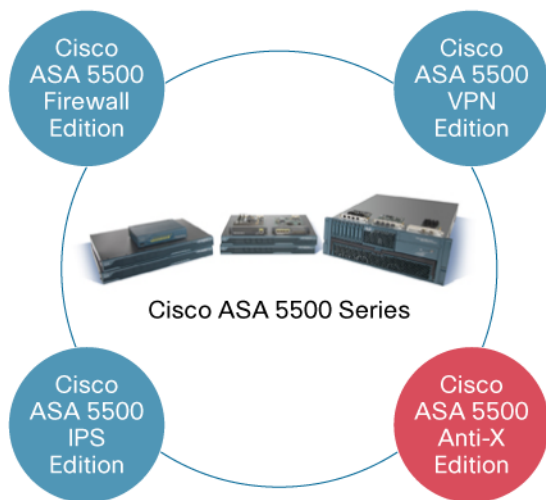 Cisco
ASA 5500
Firewall
Edition
Cisco
ASA 5500
VPN
Edition
Cisco ASA 5500 Series
Cisco
ASA 5500
IPS
Edition
Cisco
ASA 5500
Anti-X
Edition